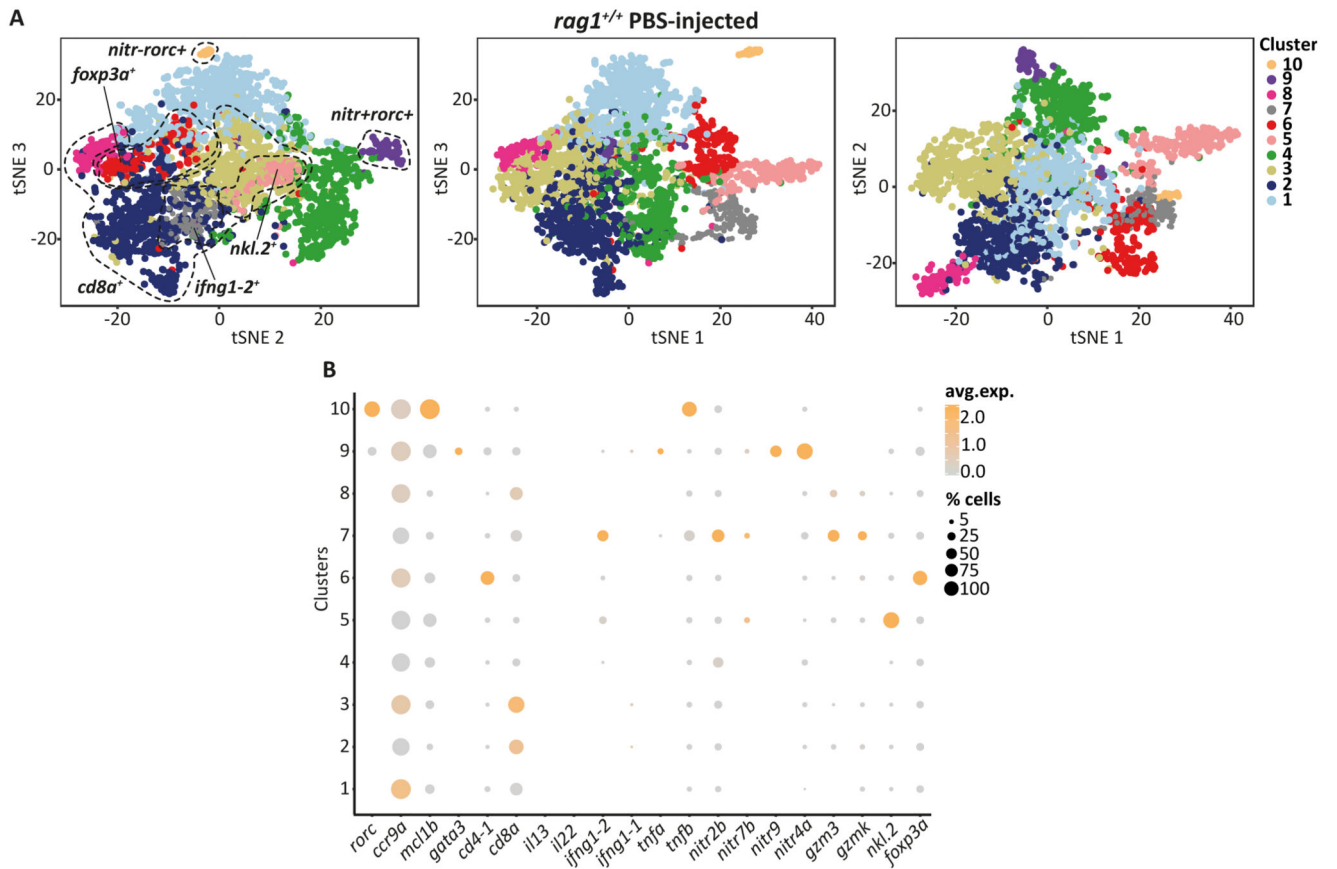 A
rag1+/+ PBS-injected
nitr-rorc+
foxp3a+
nitr+rorc+
nkl.2+
cd8a+
ifng1-2+
tSNE 3
20
0
-20
-20
0
20
tSNE 2
tSNE 3
20
0
-20
-20
0
20
40
tSNE 1
tSNE 2
20
0
-20
-20
0
20
40
tSNE 1
Cluster
10
9
8
7
6
5
4
3
2
1
B
Clusters
10
9
8
7
6
5
4
3
2
1
rorc
ccr9a
mcl1b
gata3
cd4-1
cd8a
il13
il22
ifng1-2
ifng1-1
tnfa
tnfb
nitr2b
nitr7b
nitr9
nitr4a
gzm3
gzmk
nkl.2
foxp3a
avg.exp.
2.0
1.0
0.0
% cells
5
25
50
75
100